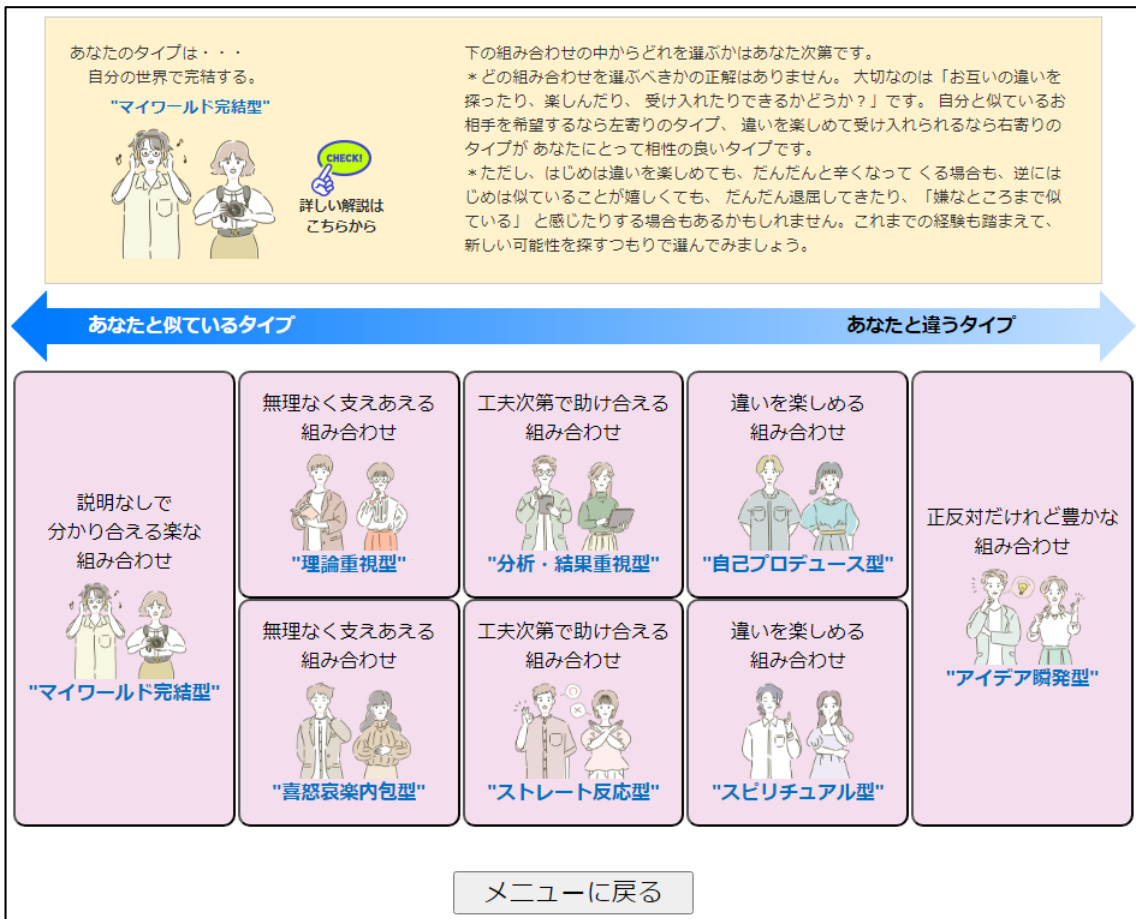 あなたのタイプは・・・
自分の世界で完結する。
"マイワールド完結型"
CHECK!
詳しい解説は
こちらから
下の組み合わせの中からどれを選ぶかはあなた次第です。
＊どの組み合わせを選ぶべきかの正解はありません。 大切なのは「お互いの違いを
探ったり、楽しんだり、 受け入れたりできるかどうか？」です。 自分と似ているお
相手を希望するなら左寄りのタイプ、 違いを楽しめて受け入れられるなら右寄りの
タイプが あなたにとって相性の良いタイプです。
＊ただし、はじめは違いを楽しめても、だんだんと辛くなって くる場合も、逆には
じめは似ていることが嬉しくても、 だんだん退屈してきたり、「嫌なところまで似
ている」 と感じたりする場合もあるかもしれません。これまでの経験も踏まえて、
新しい可能性を探すつもりで選んでみましょう。
あなたと似ているタイプ
あなたと違うタイプ
説明なしで
分かり合える楽な
組み合わせ
"マイワールド完結型"
無理なく支えあえる
組み合わせ
"理論重視型"
工夫次第で助け合える
組み合わせ
"分析・結果重視型"
違いを楽しめる
組み合わせ
"自己プロデュース型"
無理なく支えあえる
組み合わせ
"喜怒哀楽内包型"
工夫次第で助け合える
組み合わせ
"ストレート反応型"
違いを楽しめる
組み合わせ
"スピリチュアル型"
正反対だけれど豊かな
組み合わせ
"アイデア瞬発型"
メニューに戻る